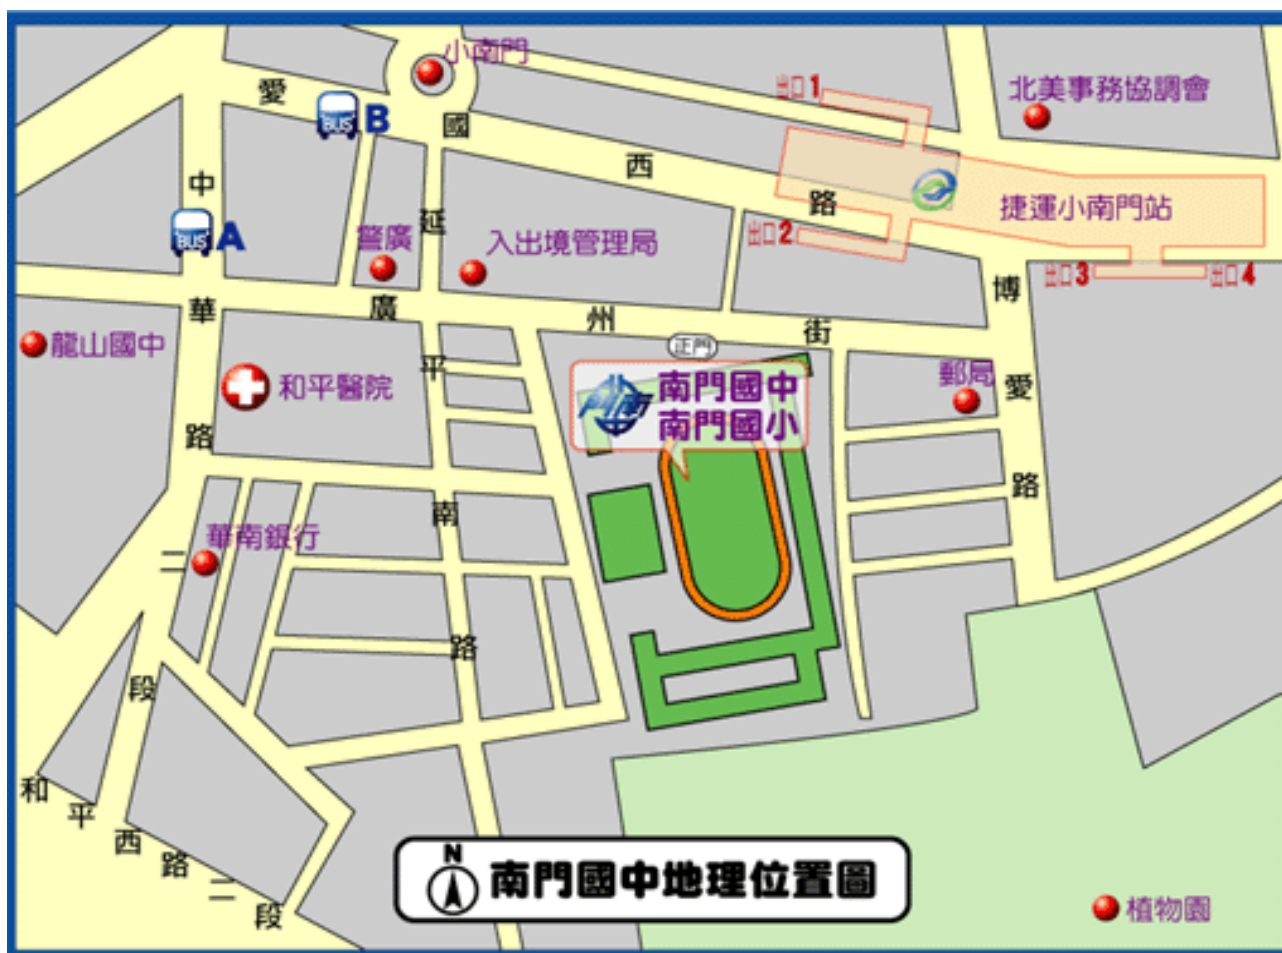 小南門
愛國西路
BUS B
出口1
北美事務協調會
捷運小南門站
出口2
出口3
出口4
BUS A
中華路二段
警廣
入出境管理局
延平南路
廣州街
博愛路
龍山國中
和平醫院
正門
南門國中
南門國小
郵局
華南銀行
和平西路二段
N
南門國中地理位置圖
植物園